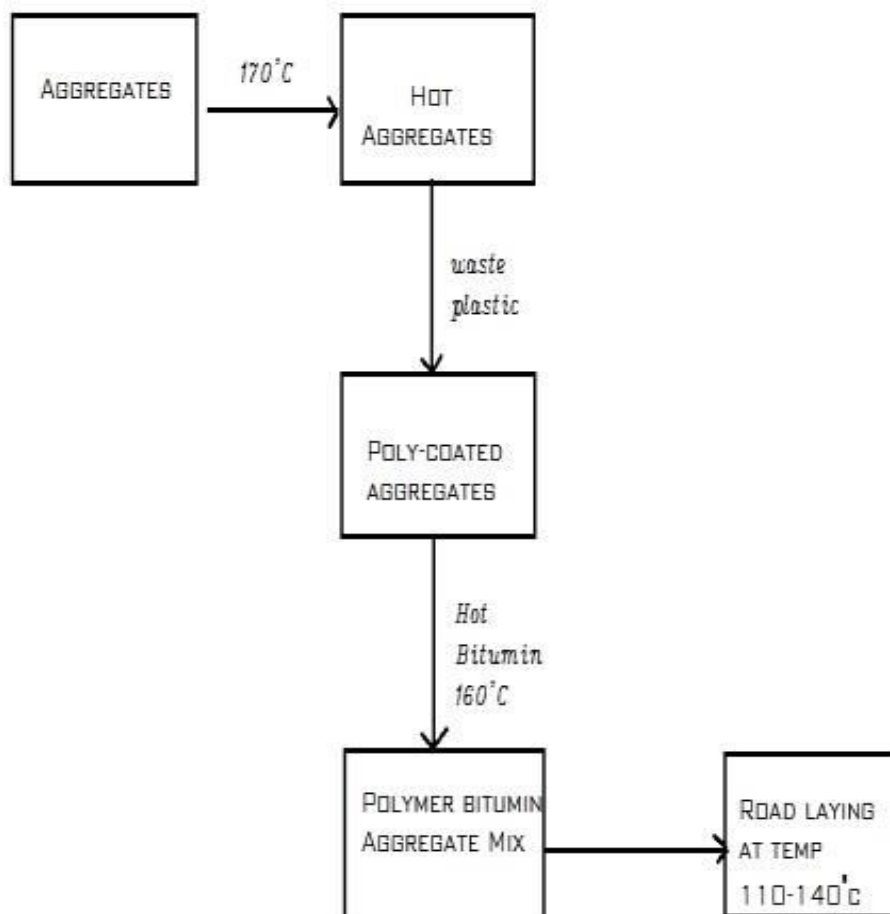 AGGREGATES
170°C
HOT
AGGREGATES
waste
plastic
POLY-COATED
AGGREGATES
Hot
Bitumin
160°C
POLYMER BITUMIN
AGGREGATE MIX
ROAD LAYING
AT TEMP
110-140°c